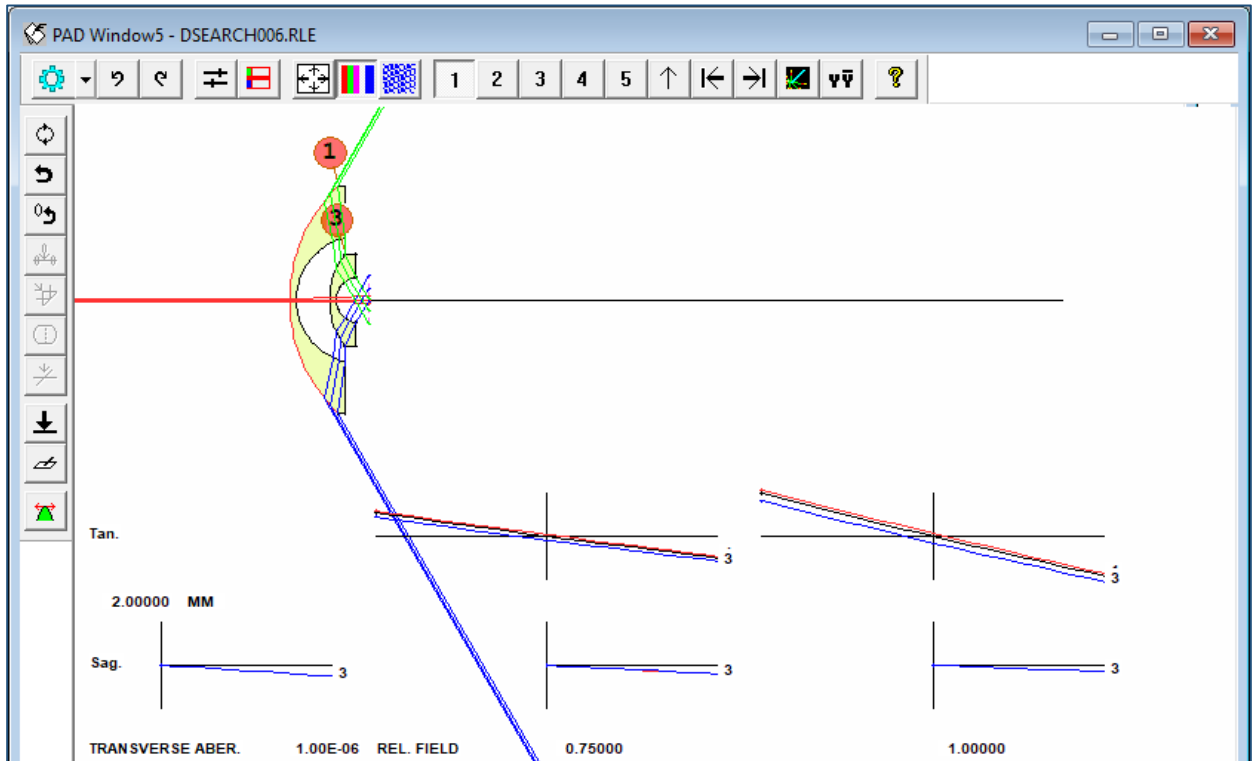 PAD Window5 - DSEARCH006.RLE
1 2 3 4 5 ?
1
3
Tan.
3
3
2.00000 MM
Sag.
3
3
3
TRANSVERSE ABER. 1.00E-06 REL. FIELD 0.75000 1.00000